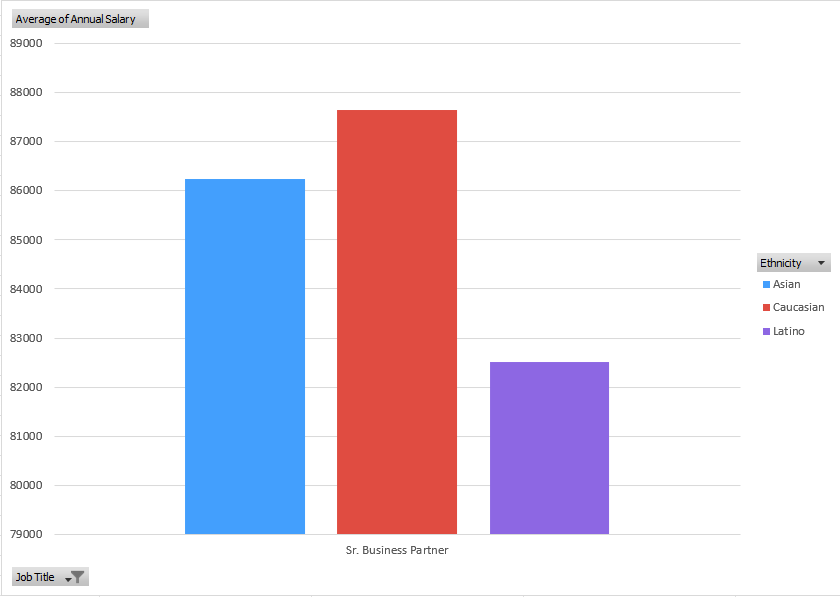 Average of Annual Salary
89000
88000
87000
86000
85000
84000
83000
82000
81000
80000
79000
Sr. Business Partner
Ethnicity
Asian
Caucasian
Latino
Job Title